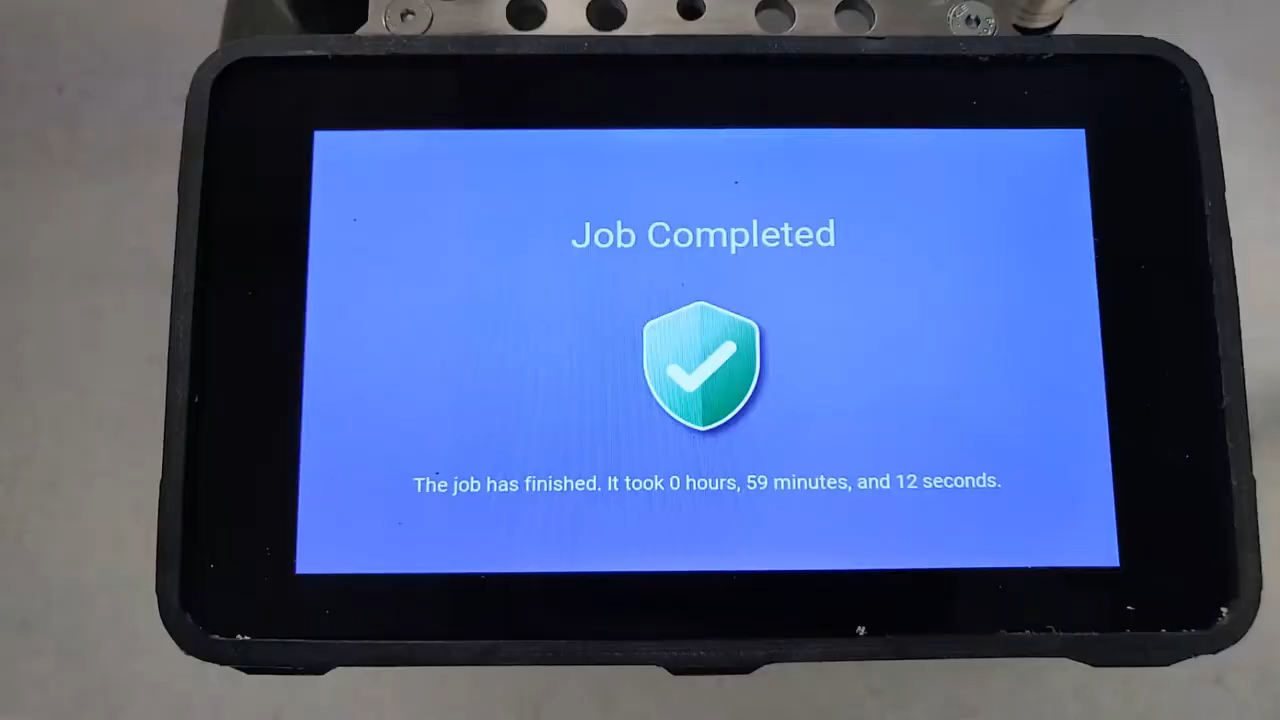 Job Completed
The job has finished. It took 0 hours, 59 minutes, and 12 seconds.